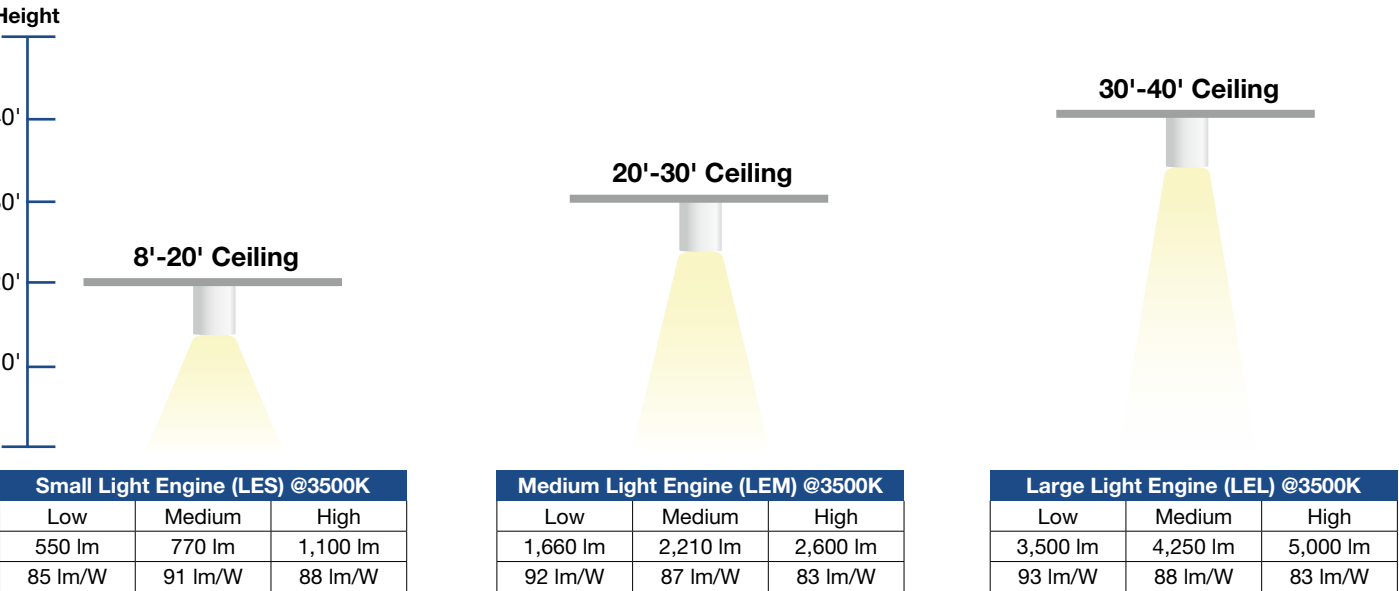 Height
0'
30'-40' Ceiling
20'-30' Ceiling
0'
8'-20' Ceiling
0'
0'
Small Light Engine (LES) @3500K
Low Medium High
550 lm 770 lm 1,100 lm
85 lm/W 91 lm/W 88 lm/W
Medium Light Engine (LEM) @3500K
Low Medium High
1,660 lm 2,210 lm 2,600 lm
92 lm/W 87 lm/W 83 lm/W
Large Light Engine (LEL) @3500K
Low Medium High
3,500 lm 4,250 lm 5,000 lm
93 lm/W 88 lm/W 83 lm/W